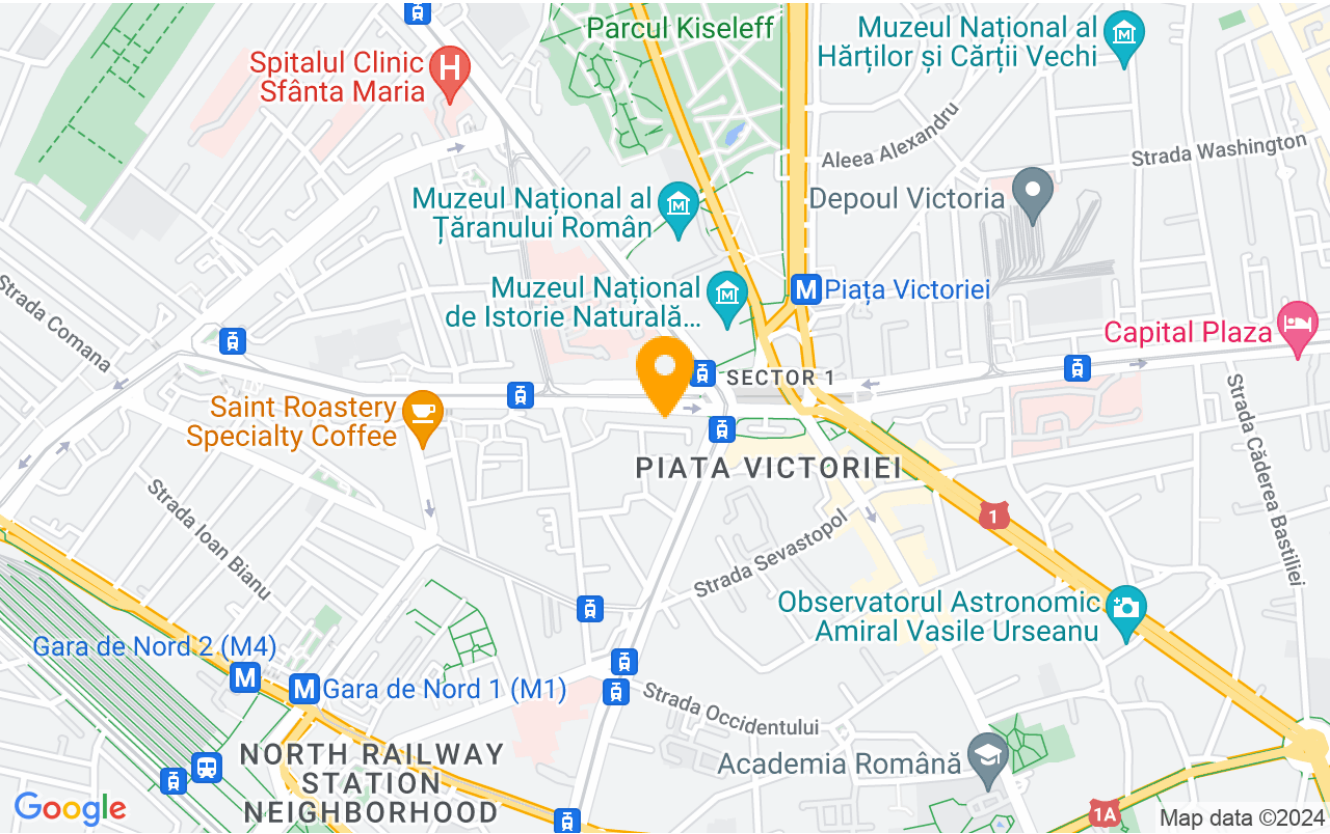 Parcul Kiseleff
Muzeul Național al
Hărților și Cărții Vechi
Spitalul Clinic
Sfânta Maria
H
Aleea Alexandru
Strada Washington
Muzeul Național al
Țăranului Român
Depoul Victoria
Muzeul Național
de Istorie Naturală...
M Piața Victoriei
Strada Comana
Capital Plaza
SECTOR 1
Saint Roastery
Specialty Coffee
PIATA VICTORIEI
Strada Căderea Bastiliei
Strada Ioan Bianu
1
Strada Sevastopol
Observatorul Astronomic
Amiral Vasile Urseanu
Gara de Nord 2 (M4)
M
M Gara de Nord 1 (M1)
Strada Occidentului
NORTH RAILWAY
STATION
NEIGHBORHOOD
Academia Română
Google
1A
Map data ©2024